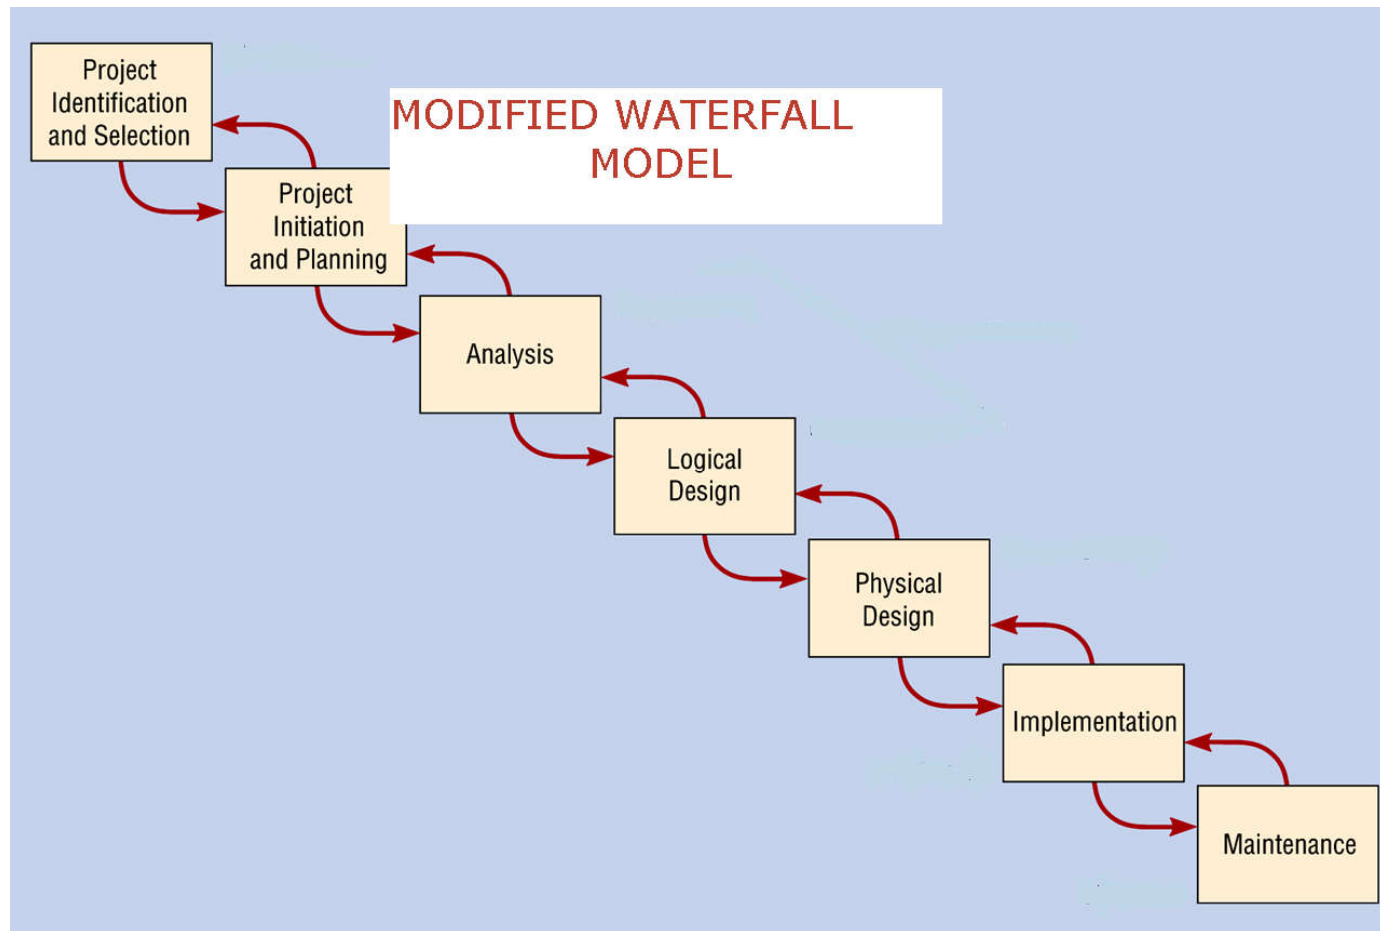 Project
Identification
and Selection
MODIFIED WATERFALL
MODEL
Project
Initiation
and Planning
Analysis
Logical
Design
Physical
Design
Implementation
Maintenance